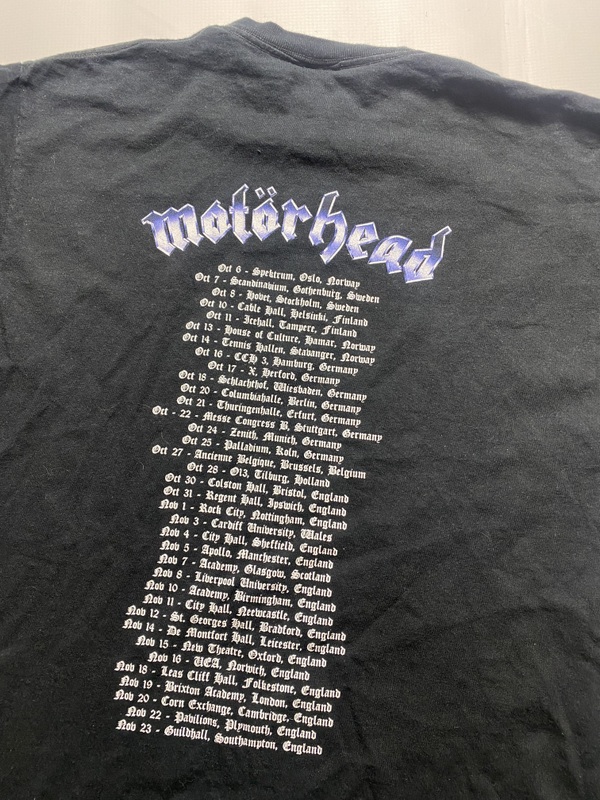 motörhead
Oct 6 - Spektrum, Oslo, Norway
Oct 7 - Scandinavium, Gothenburg, Sweden
Oct 8 - Hovet, Stockholm, Sweden
Oct 10 - Cable Hall, Helsinki, Finland
Oct 11 - Icehall, Tampere, Finland
Oct 13 - House of Culture, Hamar, Norway
Oct 14 - Tennis Hallen, Stavanger, Norway
Oct 16 - CCH 3, Hamburg, Germany
Oct 17 - X, Herford, Germany
Oct 18 - Schlachthof, Wiesbaden, Germany
Oct 20 - Columbiahalle, Berlin, Germany
Oct 21 - Thuringenhalle, Erfurt, Germany
Oct - 22 - Messe Congress B, Stuttgart, Germany
Oct 24 - Zenith, Munich, Germany
Oct 25 - Palladium, Koln, Germany
Oct 27 - Ancienne Belgique, Brussels, Belgium
Oct 28 - 013, Tilburg, Holland
Oct 30 - Colston Hall, Bristol, England
Oct 31 - Regent Hall, Ipswich, England
Nov 1 - Rock City, Nottingham, England
Nov 3 - Cardiff University, Wales
Nov 4 - City Hall, Sheffield, England
Nov 5 - Apollo, Manchester, England
Nov 7 - Academy, Glasgow, Scotland
Nov 8 - Liverpool University, England
Nov 10 - Academy, Birmingham, England
Nov 11 - City Hall, Neewcastle, England
Nov 12 - St. Georges Hall, Bradford, England
Nov 14 - De Montfort Hall, Leicester, England
Nov 15 - New Theatre, Oxford, England
Nov 16 - UEA, Norwich, England
Nov 18 - Leas Cliff Hall, Folkestone, England
Nov 19 - Brixton Academy, London, England
Nov 20 - Corn Exchange, Cambridge, England
Nov 22 - Pavilions, Plymouth, England
Nov 23 - Guildhall, Southampton, England